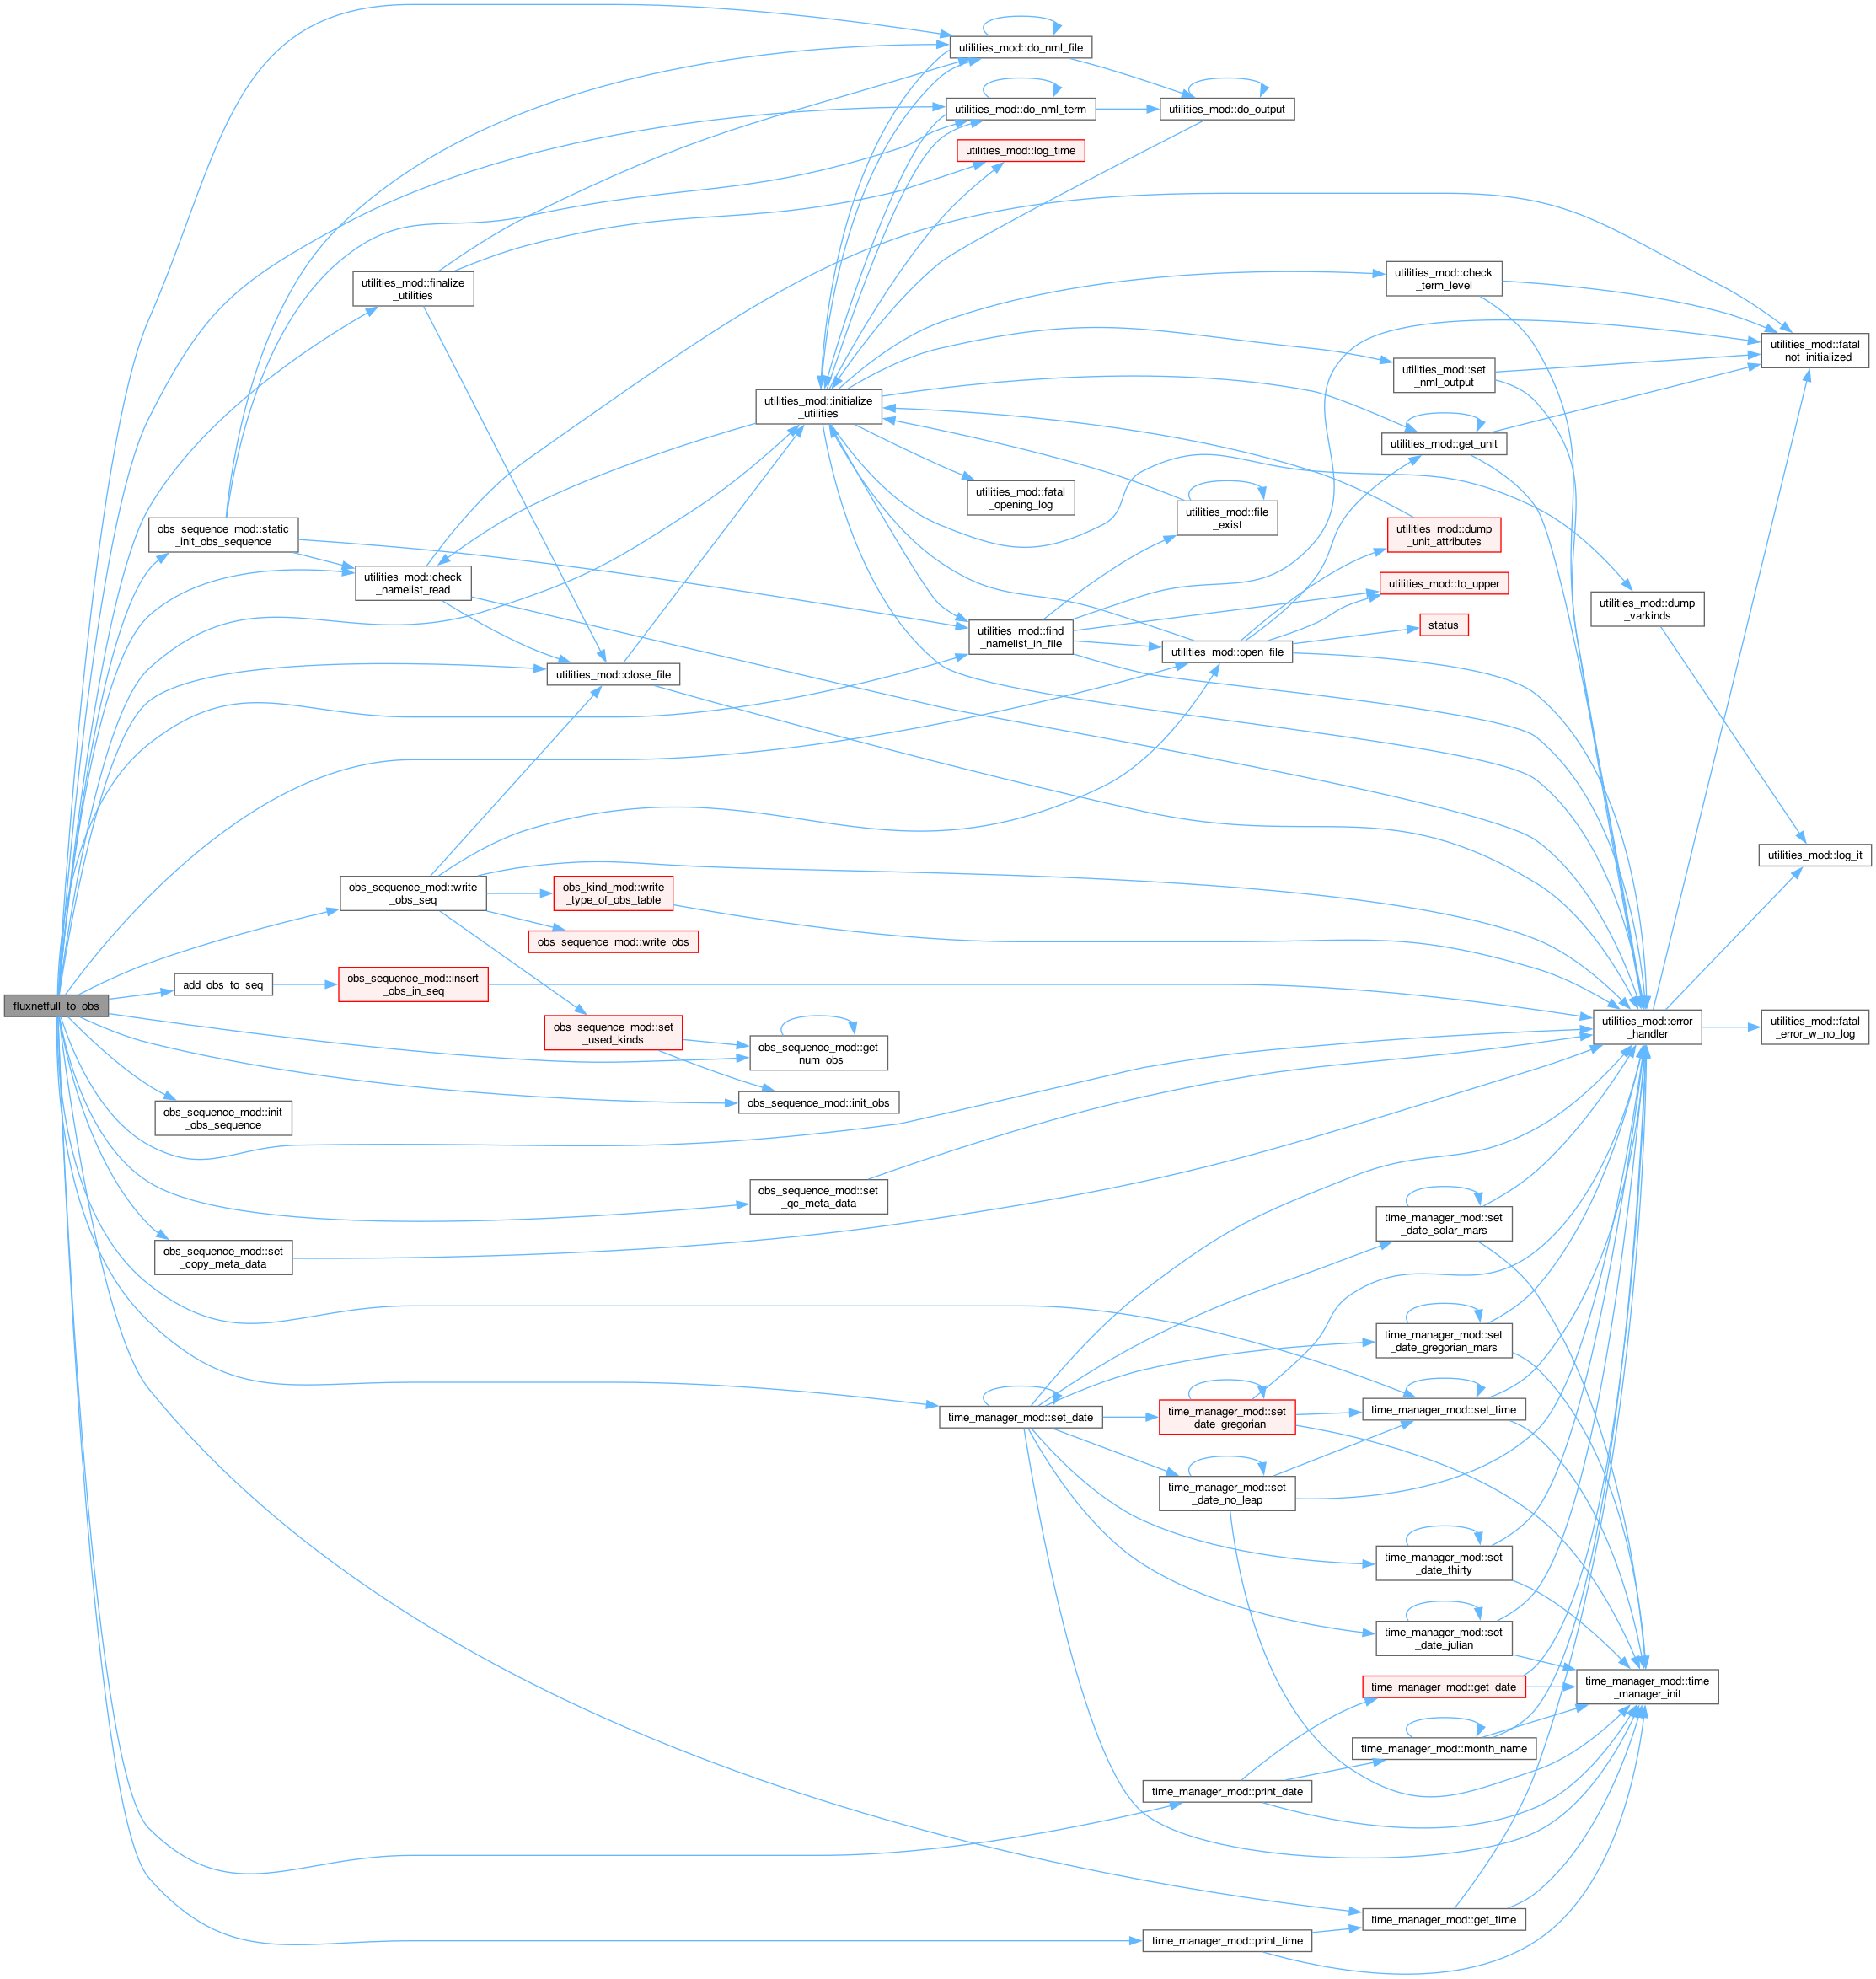 utilities_mod::do_nml_file
utilities_mod::do_nml_term
utilities_mod::do_output
utilities_mod::log_time
utilities_mod::finalize
_utilities
utilities_mod::check
_term_level
utilities_mod::fatal
_not_initialized
utilities_mod::set
_nml_output
utilities_mod::initialize
_utilities
utilities_mod::get_unit
utilities_mod::fatal
_opening_log
utilities_mod::file
_exist
utilities_mod::dump
_unit_attributes
obs_sequence_mod::static
_init_obs_sequence
utilities_mod::check
_namelist_read
utilities_mod::to_upper
utilities_mod::dump
_varkinds
status
utilities_mod::find
_namelist_in_file
utilities_mod::open_file
utilities_mod::close_file
utilities_mod::log_it
obs_sequence_mod::write
_obs_seq
obs_kind_mod::write
_type_of_obs_table
obs_sequence_mod::write_obs
add_obs_to_seq
obs_sequence_mod::insert
_obs_in_seq
fluxnetfull_to_obs
obs_sequence_mod::set
_used_kinds
obs_sequence_mod::get
_num_obs
utilities_mod::error
_handler
utilities_mod::fatal
_error_w_no_log
obs_sequence_mod::init
_obs_sequence
obs_sequence_mod::init_obs
obs_sequence_mod::set
_qc_meta_data
obs_sequence_mod::set
_copy_meta_data
time_manager_mod::set
_date_solar_mars
time_manager_mod::set
_date_gregorian_mars
time_manager_mod::set_date
time_manager_mod::set
_date_gregorian
time_manager_mod::set_time
time_manager_mod::set
_date_no_leap
time_manager_mod::set
_date_thirty
time_manager_mod::set
_date_julian
time_manager_mod::get_date
time_manager_mod::time
_manager_init
time_manager_mod::month_name
time_manager_mod::print_date
time_manager_mod::get_time
time_manager_mod::print_time